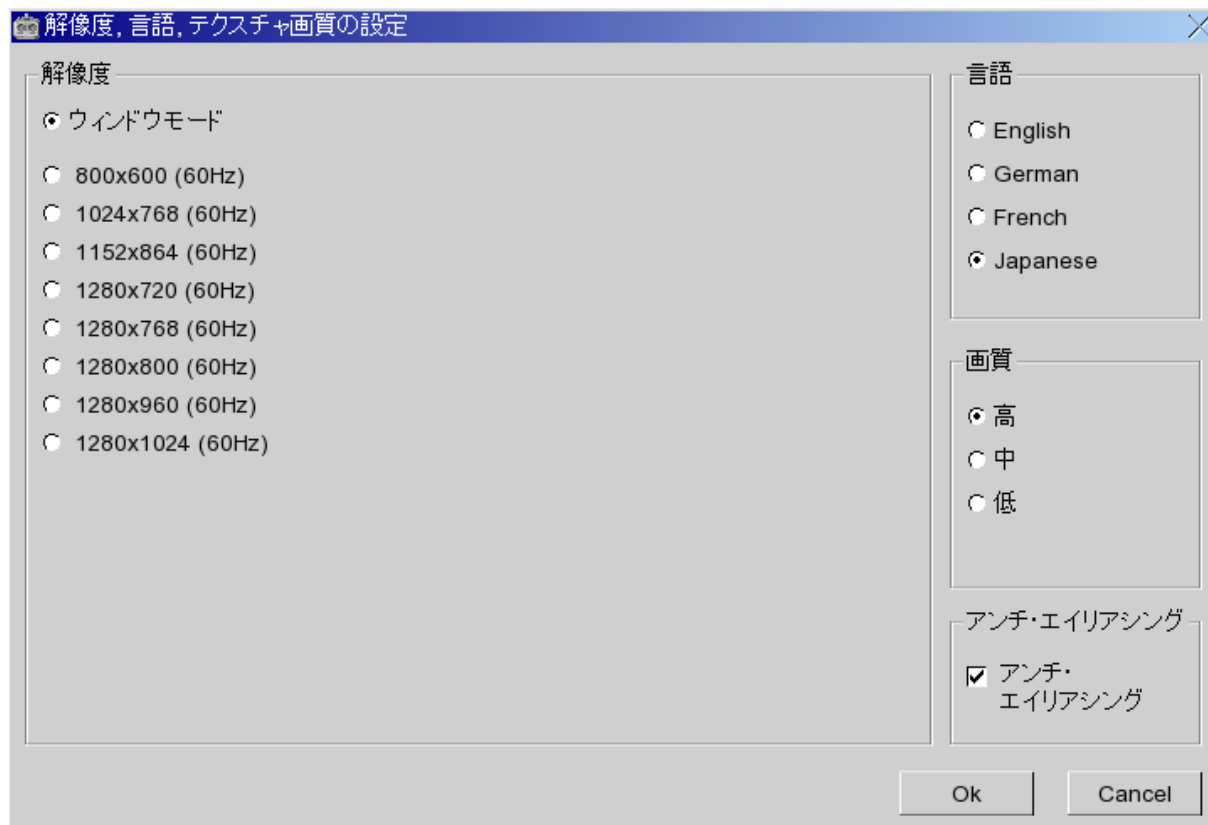 解像度, 言語, テクスチャ画質の設定
解像度
ウィンドウモード
800x600 (60Hz)
1024x768 (60Hz)
1152x864 (60Hz)
1280x720 (60Hz)
1280x768 (60Hz)
1280x800 (60Hz)
1280x960 (60Hz)
1280x1024 (60Hz)
言語
English
German
French
Japanese
画質
高
中
低
アンチ・エイリアシング
アンチ・
エイリアシング
Ok
Cancel